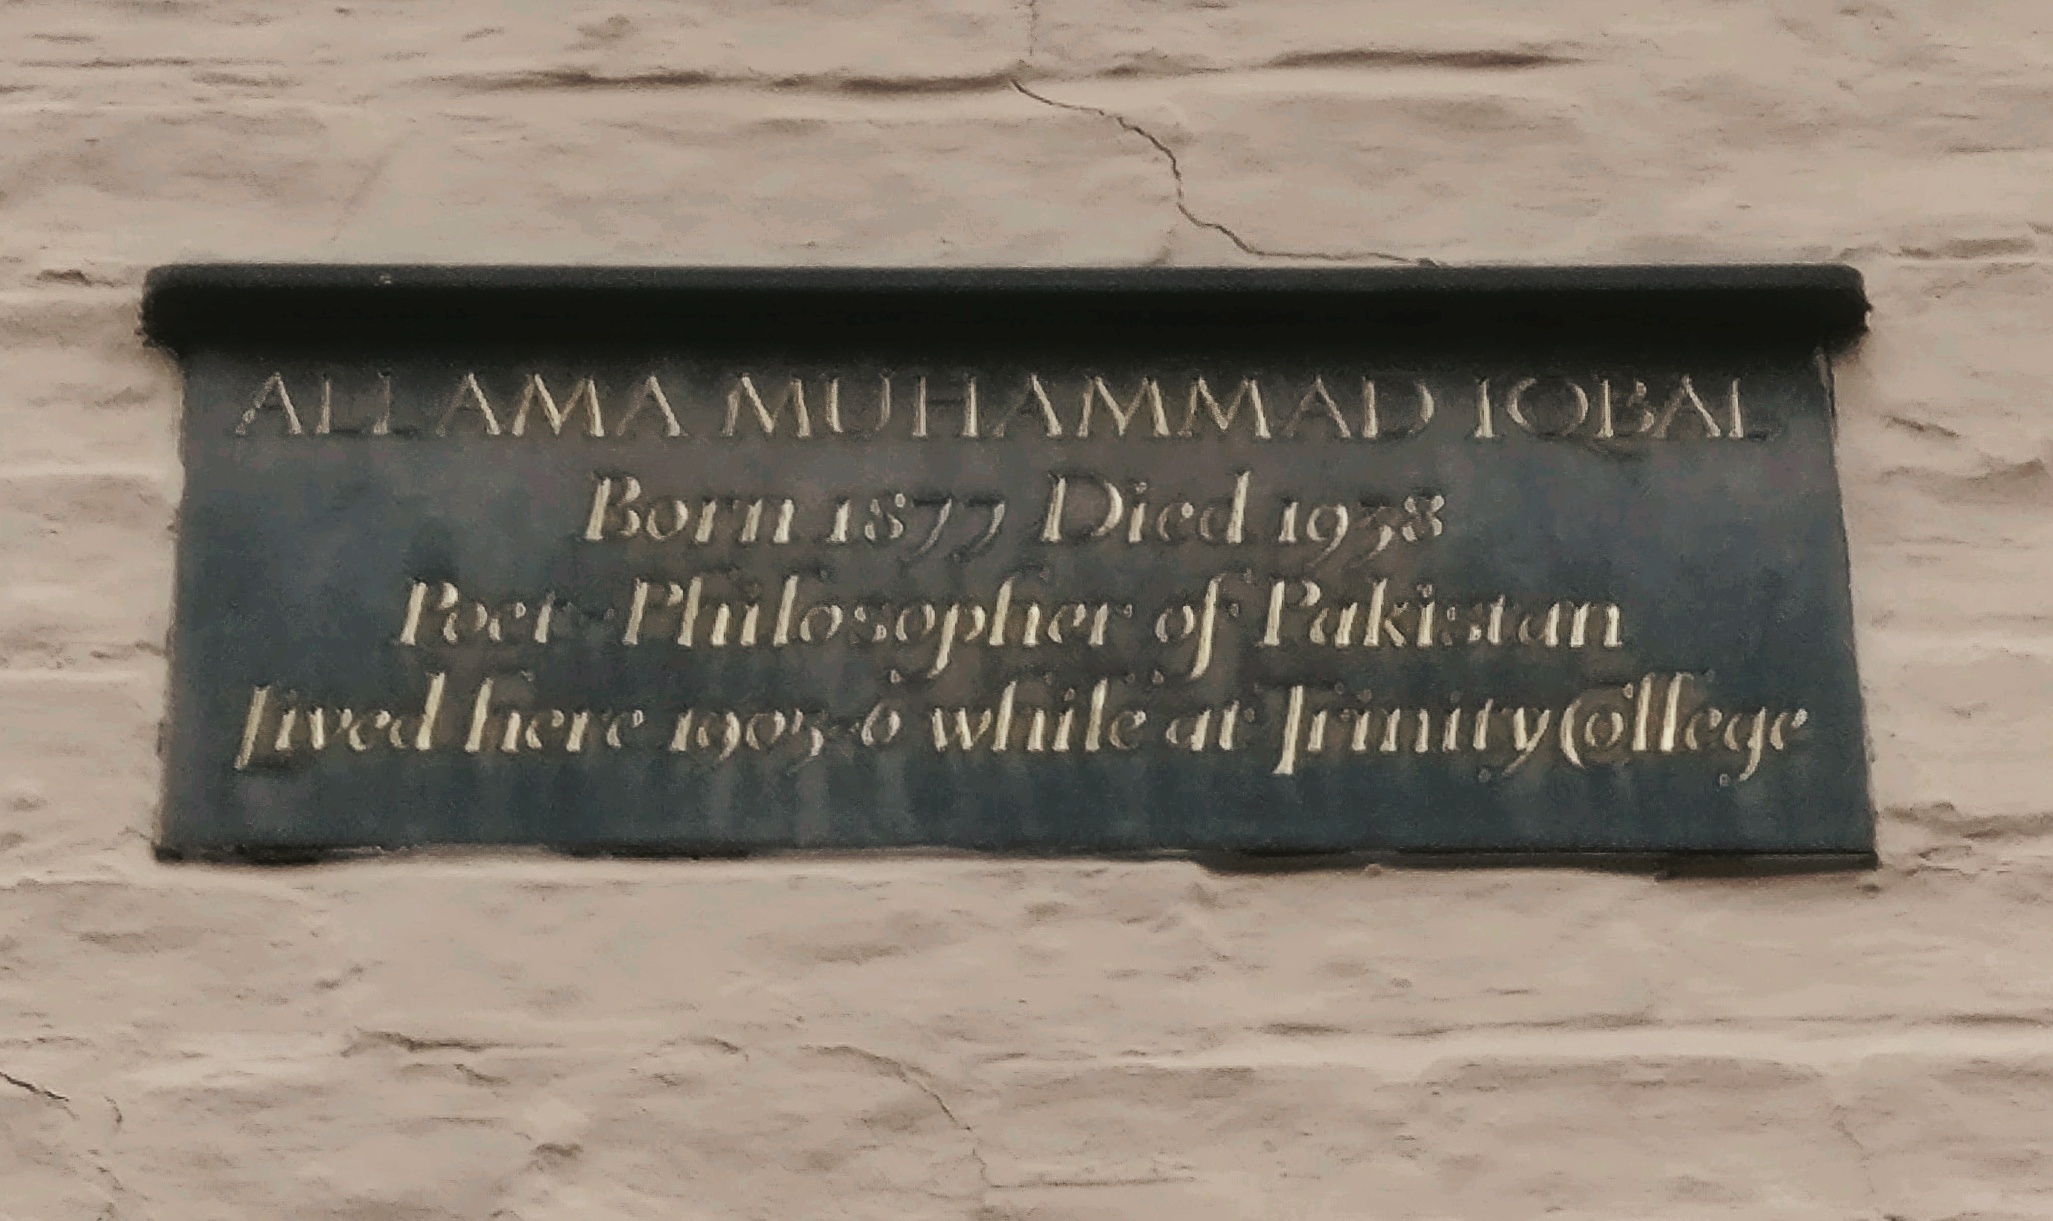 ALLAMA MUHAMMAD IQBAL
Born 1877 Died 1938
Poet-Philosopher of Pakistan
lived here 1905-6 while at Trinity College